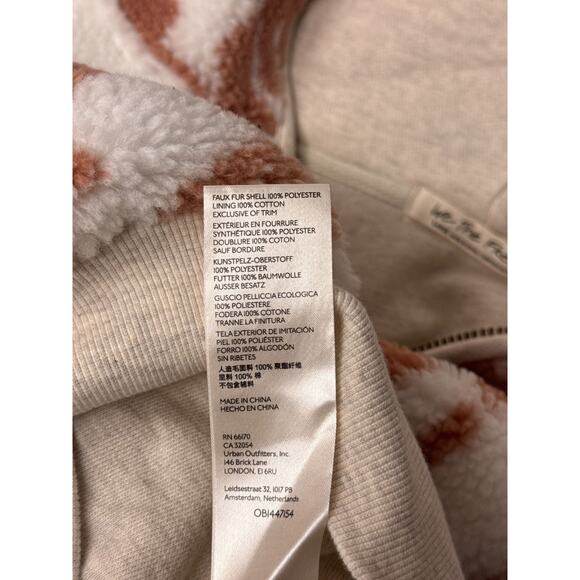 FAUX FUR SHELL 100% POLYESTER
LINING 100% COTTON
EXCLUSIVE OF TRIM
EXTÉRIEUR EN FOURRURE
SYNTHÉTIQUE 100% POLYESTER
DOUBLURE 100% COTON
SAUF BORDURE
KUNSTPELZ-OBERSTOFF
100% POLYESTER
FUTTER 100% BAUMWOLLE
AUSSER BESATZ
GUSCIO PELLICCIA ECOLOGICA
100% POLIESTERE
FODERA 100% COTONE
TRANNE LA FINITURA
TELA EXTERIOR DE IMITACIÓN
PIEL 100% POLIÉSTER
FORRO 100% ALGODÓN
SIN RIBETES
人造毛面料 100% 聚酯纤维
里料 100% 棉
不包含辅料
MADE IN CHINA
HECHO EN CHINA
RN 66170
CA 32054
Urban Outfitters, Inc.
146 Brick Lane
LONDON, E1 6RU
Leidsestraat 32, 1017 PB
Amsterdam, Netherlands
OB1447154
We The